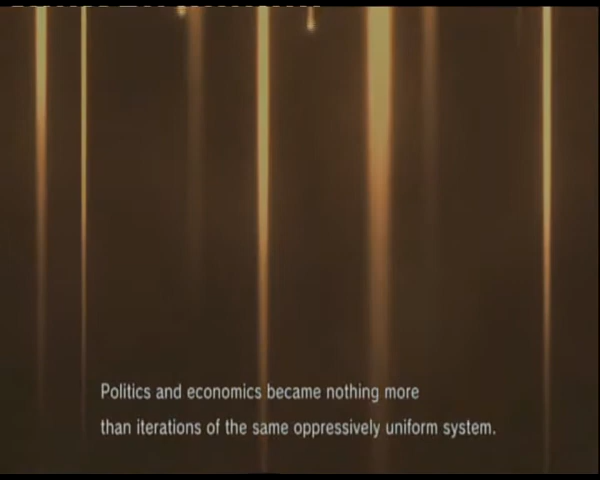 Politics and economics became nothing more
than iterations of the same oppressively uniform system.